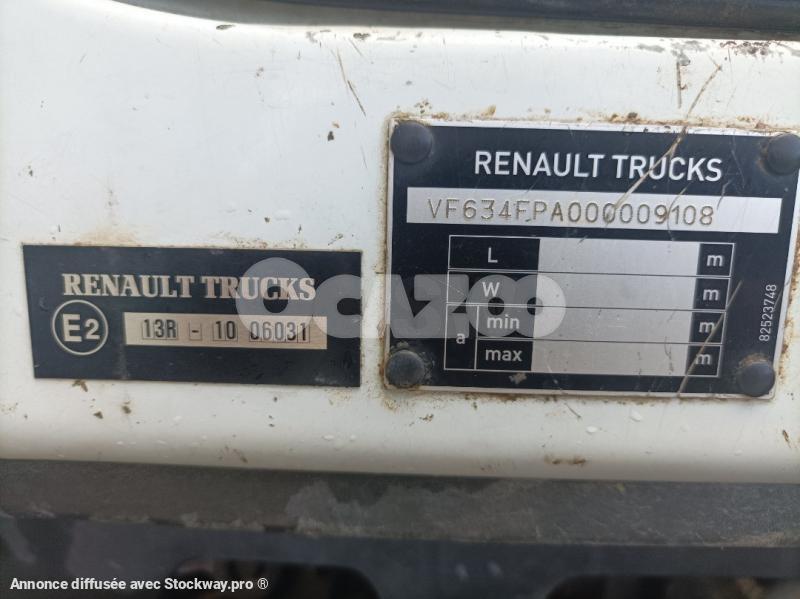 RENAULT TRUCKS
E2
13R - 10 06031
RENAULT TRUCKS
VF634FPA000009108
L m
W m
a
min m
max m
82523748
OCAZOO
Annonce diffusée avec Stockway.pro ®